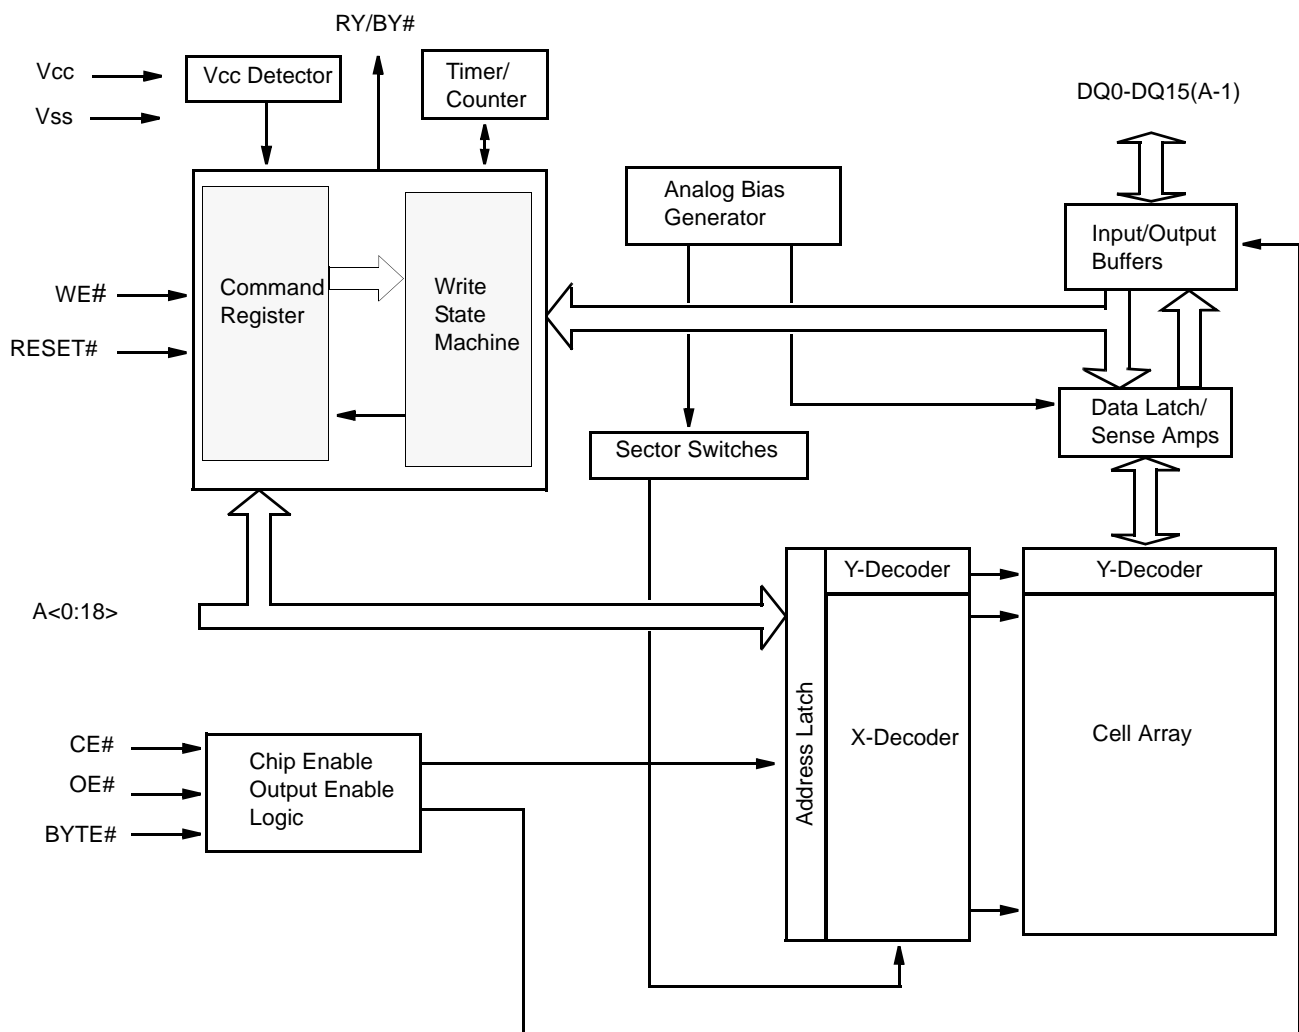 RY/BY#
Vcc
Vss
Vcc Detector
Timer/
Counter
DQ0-DQ15(A-1)
Analog Bias
Generator
Input/Output
Buffers
WE#
RESET#
Command
Register
Write
State
Machine
Data Latch/
Sense Amps
Sector Switches
A<0:18>
Y-Decoder
Y-Decoder
Address Latch
X-Decoder
Cell Array
CE#
OE#
BYTE#
Chip Enable
Output Enable
Logic